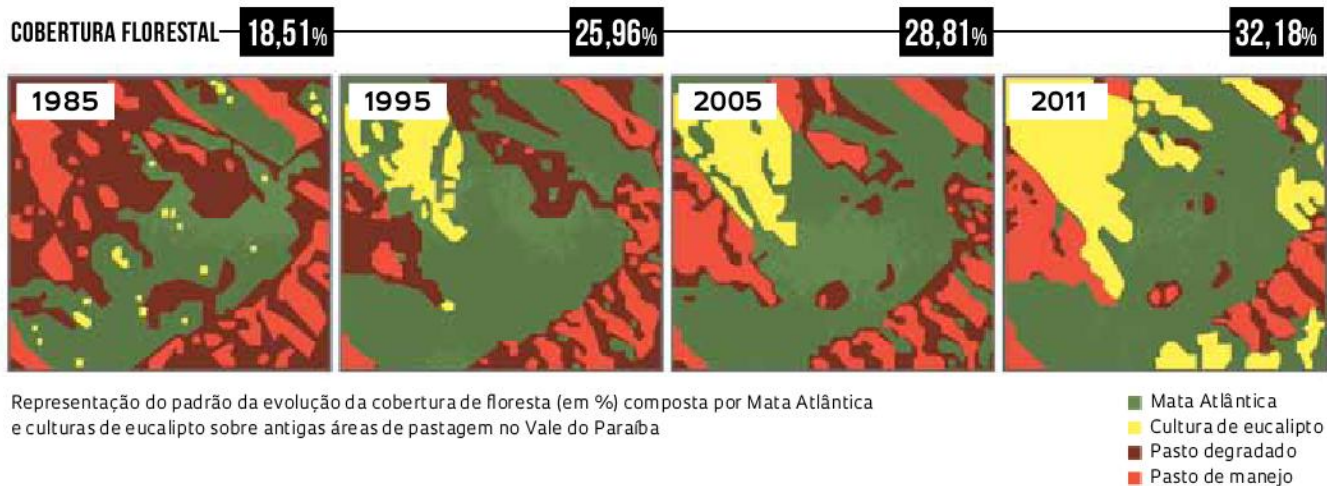 COBERTURA FLORESTAL 18,51% 25,96% 28,81% 32,18%
1985 1995 2005 2011
Representação do padrão da evolução da cobertura de floresta (em %) composta por Mata Atlântica
e culturas de eucalipto sobre antigas áreas de pastagem no Vale do Paraíba
Mata Atlântica
Cultura de eucalipto
Pasto degradado
Pasto de manejo